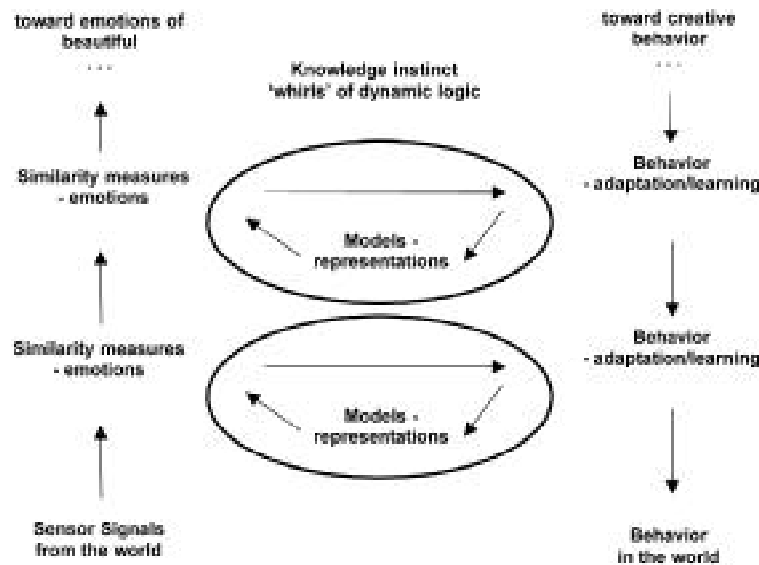 toward emotions of
beautiful
...
toward creative
behavior
...
Knowledge instinct
'whirls' of dynamic logic
Similarity measures
- emotions
Behavior
- adaptation/learning
Models -
representations
Similarity measures
- emotions
Behavior
- adaptation/learning
Models -
representations
Sensor Signals
from the world
Behavior
in the world